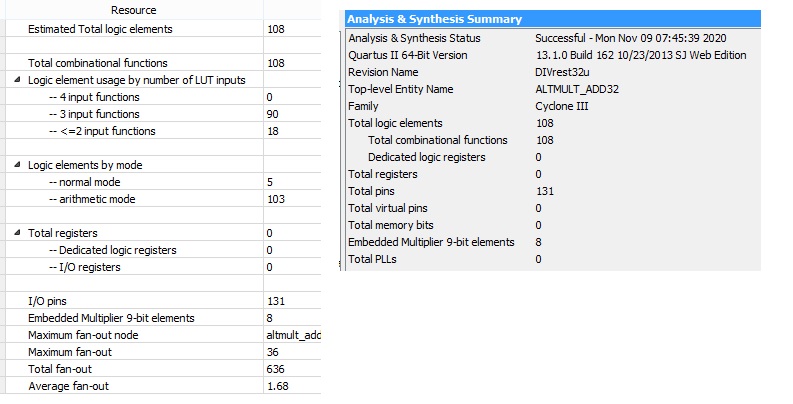 Resource
Estimated Total logic elements 108
Total combinational functions 108
Logic element usage by number of LUT inputs
-- 4 input functions 0
-- 3 input functions 90
-- <=2 input functions 18
Logic elements by mode
-- normal mode 5
-- arithmetic mode 103
Total registers 0
-- Dedicated logic registers 0
-- I/O registers 0
I/O pins 131
Embedded Multiplier 9-bit elements 8
Maximum fan-out node altmult_add
Maximum fan-out 36
Total fan-out 636
Average fan-out 1.68
Analysis & Synthesis Summary
Analysis & Synthesis Status Successful - Mon Nov 09 07:45:39 2020
Quartus II 64-Bit Version 13.1.0 Build 162 10/23/2013 SJ Web Edition
Revision Name DIVrest32u
Top-level Entity Name ALTMULT_ADD32
Family Cyclone III
Total logic elements 108
Total combinational functions 108
Dedicated logic registers 0
Total registers 0
Total pins 131
Total virtual pins 0
Total memory bits 0
Embedded Multiplier 9-bit elements 8
Total PLLs 0